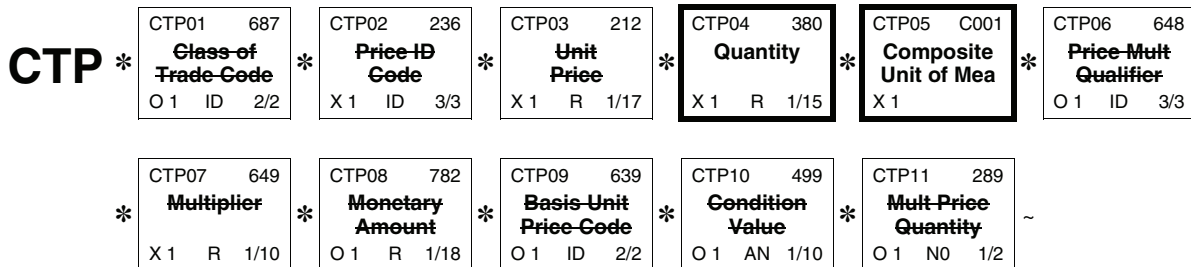 CTP01 687 CTP02 236 CTP03 212 CTP04 380 CTP05 C001 CTP06 648
CTP * Class of * Price ID * Unit * Quantity * Composite * Price Mult
Trade Code Code Price Unit of Mea Qualifier
O 1 ID 2/2 X 1 ID 3/3 X 1 R 1/17 X 1 R 1/15 X 1 O 1 ID 3/3
CTP07 649 CTP08 782 CTP09 639 CTP10 499 CTP11 289
* Multiplier * Monetary * Basis Unit * Condition * Mult Price ~
Amount Price Code Value Quantity
X 1 R 1/10 O 1 R 1/18 O 1 ID 2/2 O 1 AN 1/10 O 1 N0 1/2